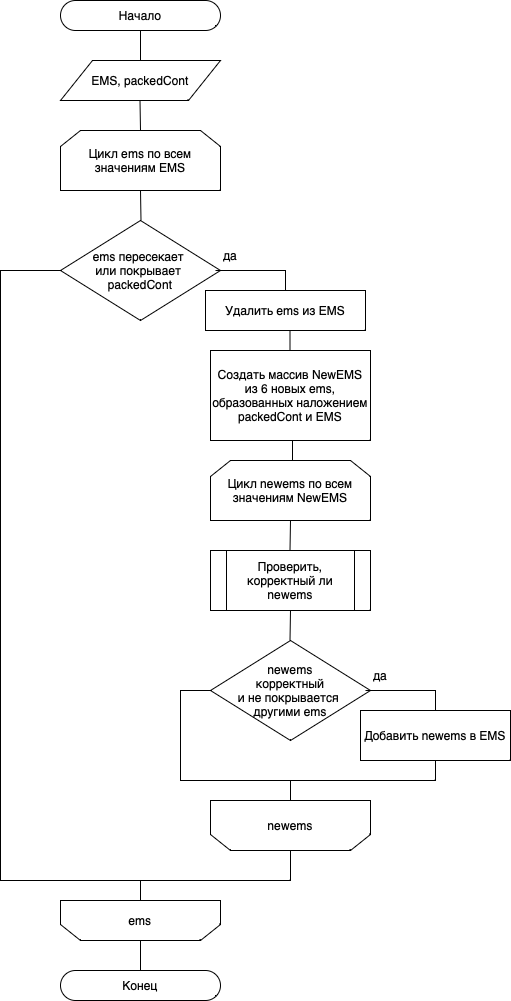 Начало
EMS, packedCont
Цикл ems по всем
значениям EMS
ems пересекает
или покрывает
packedCont
да
Удалить ems из EMS
Создать массив NewEMS
из 6 новых ems,
образованных наложением
packedCont и EMS
Цикл newems по всем
значениям NewEMS
Проверить,
корректный ли
newems
newems
корректный
и не покрывается
другими ems
да
Добавить newems в EMS
newems
ems
Конец